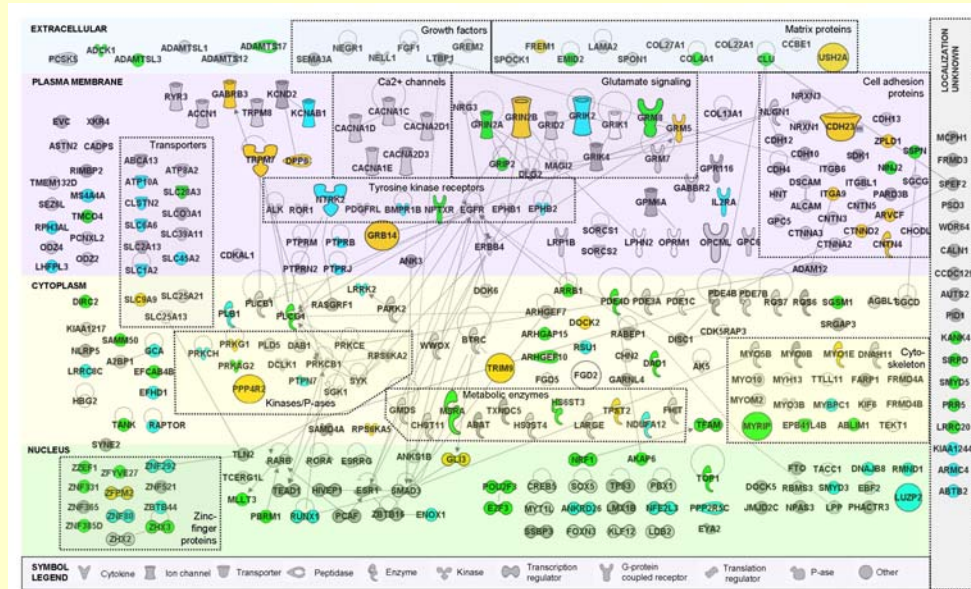 EXTRACELLULAR
Growth factors
Matrix proteins
PCSK5
ADCK1
ADAMTSL3
ADAMTSL1
ADAMTS12
ADAMTS17
SEMA3A
NEGR1
NELL1
FGF1
LTBP1
GREM2
SPOCK1
FREM1
EMID2
LAMA2
SPON1
COL27A1
COL4A1
COL22A1
CLU
CCBE1
USH2A
LOCALIZATION UNKNOWN
PLASMA MEMBRANE
Ca2+ channels
Glutamate signaling
Cell adhesion proteins
EVC
XKR4
ASTN2
CADPS
RIMBP2
TMEM132D
SEZ6L
MS4A4A
TMCO4
RPH3AL
PCNXL2
ODZ4
ODZ2
LHFPL3
RYR3
ACCN1
GABRB3
TRPM8
KCND2
KCNAB1
TRPM7
DPP6
CACNA1D
CACNA1C
CACNA2D1
CACNA1E
CACNA2D3
NRG3
GRIN2A
GRIN2B
GRID2
GRIK2
GRIK1
GRM8
GRM5
GRIP2
DLG2
MAGI2
GRIK4
GRM7
COL13A1
GPR116
GABBR2
GPM6A
IL2RA
NLGN1
NRXN3
NRXN1
CDH23
CDH13
CDH12
CDH10
ZPLD1
SSPN
CDH4
ITGB6
SDK1
NINJ2
DSCAM
ITGBL1
SGCG
HNT
ITGA9
PARD3B
ALCAM
CNTN5
ARVCF
GPC5
CNTN3
CTNND2
CHODL
CTNNA3
CTNNA2
CNTN4
Transporters
ABCA13
ATP8A2
ATP10A
SLC28A3
CLSTN2
SLCO3A1
SLC5A6
SLC39A11
SLC2A13
SLC45A2
SLC1A2
SLC9A9
SLC25A21
SLC25A13
Tyrosine kinase receptors
NTRK2
ALK
ROR1
PDGFRL
BMPR1B
NPTXR
EGFR
EPHB1
EPHB2
GRB14
CDKAL1
PTPRM
PTPRB
PTPRN2
PTPRJ
ANK3
ERBB4
LRP1B
SORCS1
SORCS2
LPHN2
OPRM1
OPCML
GPC6
ADAM12
MCPH1
FRMD3
SPEF2
PSD3
WDR64
CALN1
CCDC129
AUTS2
PID1
KANK4
SIRPD
SMYD5
PRR5
LRRC20
KIAA1244
ARMC4
ABTB2
CYTOPLASM
DIRC2
KIAA1217
SAMM50
NLRP5
A2BP1
GCA
LRRC8C
EFCAB4B
HBG2
EFHD1
TANK
RAPTOR
SYNE2
PLB1
PLCB1
PLCG1
RASGRF1
LRRK2
PARK2
DOK6
ARHGEF7
ARRB1
PDE4D
PDE3A
PDE1C
PDE4B
PDE7B
RGS7
RGS6
SGSM1
AGBL1
SGCD
SRGAP3
DOCK2
RABEP1
DISC1
CDK5RAP3
WWOX
BTRC
ARHGAP15
ARHGEF10
RSU1
CHN2
DAD1
AK5
TRIM9
FGD5
FGD2
GARNL4
PRKCH
PRKG1
PLD5
DAB1
PRKCE
PRKAG2
DCLK1
PRKCB1
RPS6KA2
PPP4R2
PTPN7
SYK
SGK1
Kinases/P-ases
Metabolic enzymes
GMDS
MSRA
TXNDC5
HS6ST3
TPST2
FHIT
CHST11
ABAT
HS3ST4
LARGE
NDUFA12
SAMD4A
RPS6KA5
TFAM
Cyto-skeleton
MYO5B
MYO9B
MYO1E
DNAH11
MYO10
MYH13
TTLL11
FARP1
FRMD4A
MYOM2
MYO3B
MYBPC1
KIF6
FRMD4B
MYRIP
EPB41L4B
ABLIM1
TEKT1
NUCLEUS
ZZEF1
ZNF292
ZFYVE27
ZNF331
ZNF521
ZFPM2
ZNF365
ZNF80
ZBTB44
ZNF385D
ZHX3
ZHX2
Zinc-finger proteins
TLN2
TCERG1L
MLLT3
PBRM1
RARB
RORA
ESRRG
ANKS1B
GLI3
TEAD1
HIVEP1
ESR1
SMAD3
RUNX1
PCAF
ZBTB16
ENOX1
NRF1
AKAP6
POU2F3
CREB5
SOX5
TP63
PBX1
E2F3
MYT1L
ANKRD26
LMX1B
NFE2L3
SSBP3
FOXN3
KLF12
LCB2
TOP1
PPP2R5C
EYA2
FTO
TACC1
DNAJB8
RMND1
DOCK5
RBMS3
SMYD3
EBF2
LUZP2
JMJD2C
NPAS3
LPP
PHACTR3
SYMBOL LEGEND
Cytokine
Ion channel
Transporter
Peptidase
Enzyme
Kinase
Transcription regulator
G-protein coupled receptor
Translation regulator
P-ase
Other